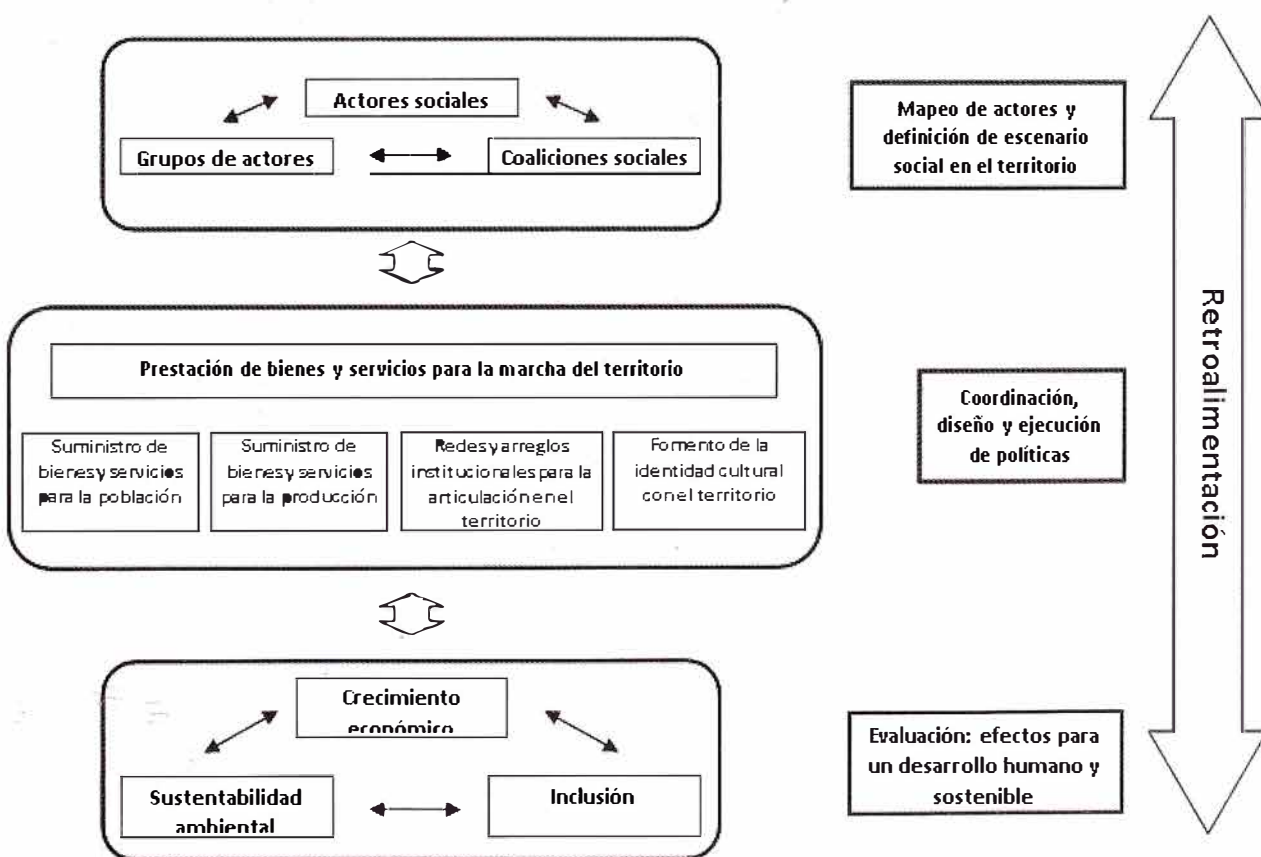 Actores sociales
Grupos de actores
Coaliciones sociales
Mapeo de actores y
definición de escenario
social en el territorio
Prestación de bienes y servicios para la marcha del territorio
Suministro de
bienes y servicios
para la población
Suministro de
bienes y servicios
para la producción
Redes y arreglos
institucionales para la
articulación en el
territorio
Fomento de la
identidad cultural
con el territorio
Coordinación,
diseño y ejecución
de políticas
Crecimiento
económico
Sustentabilidad
ambiental
Inclusión
Evaluación: efectos para
un desarrollo humano y
sostenible
Retroalimentación